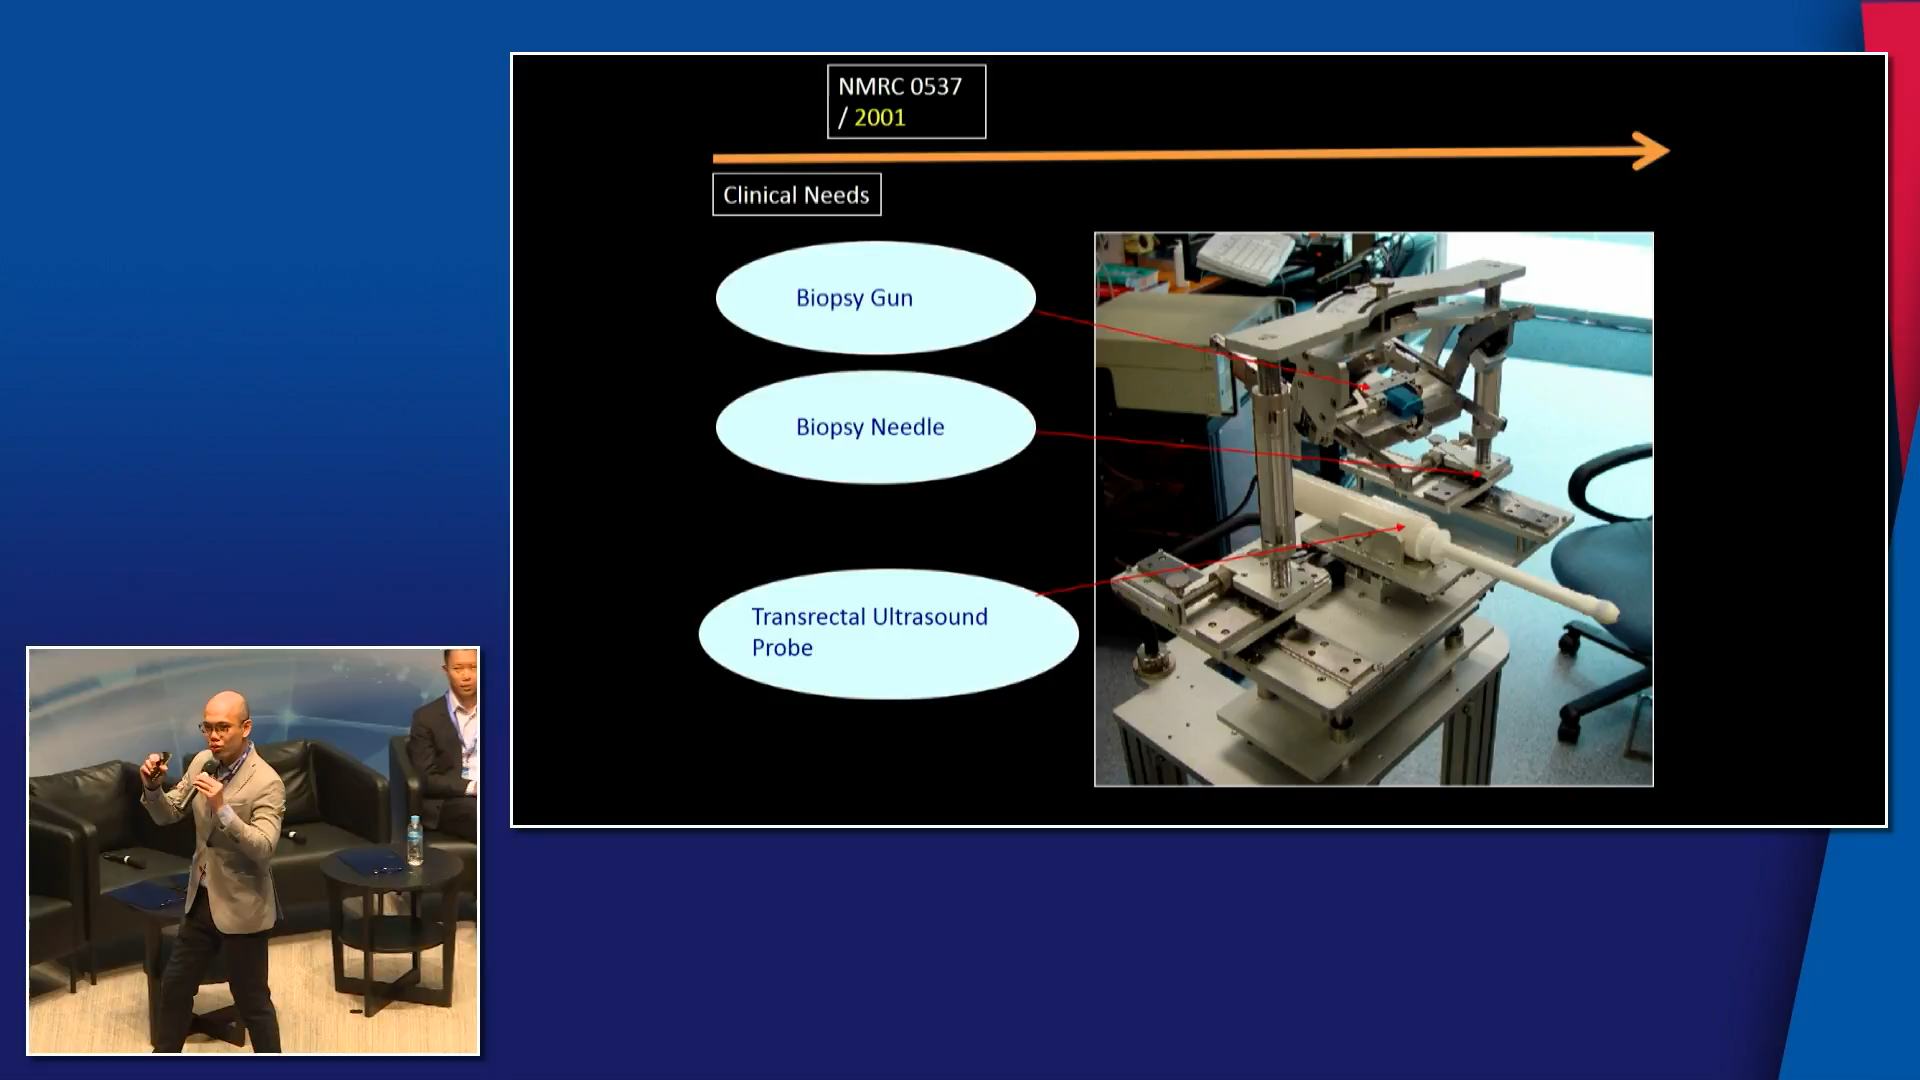 NMRC 0537
/ 2001
Clinical Needs
Biopsy Gun
Biopsy Needle
Transrectal Ultrasound
Probe